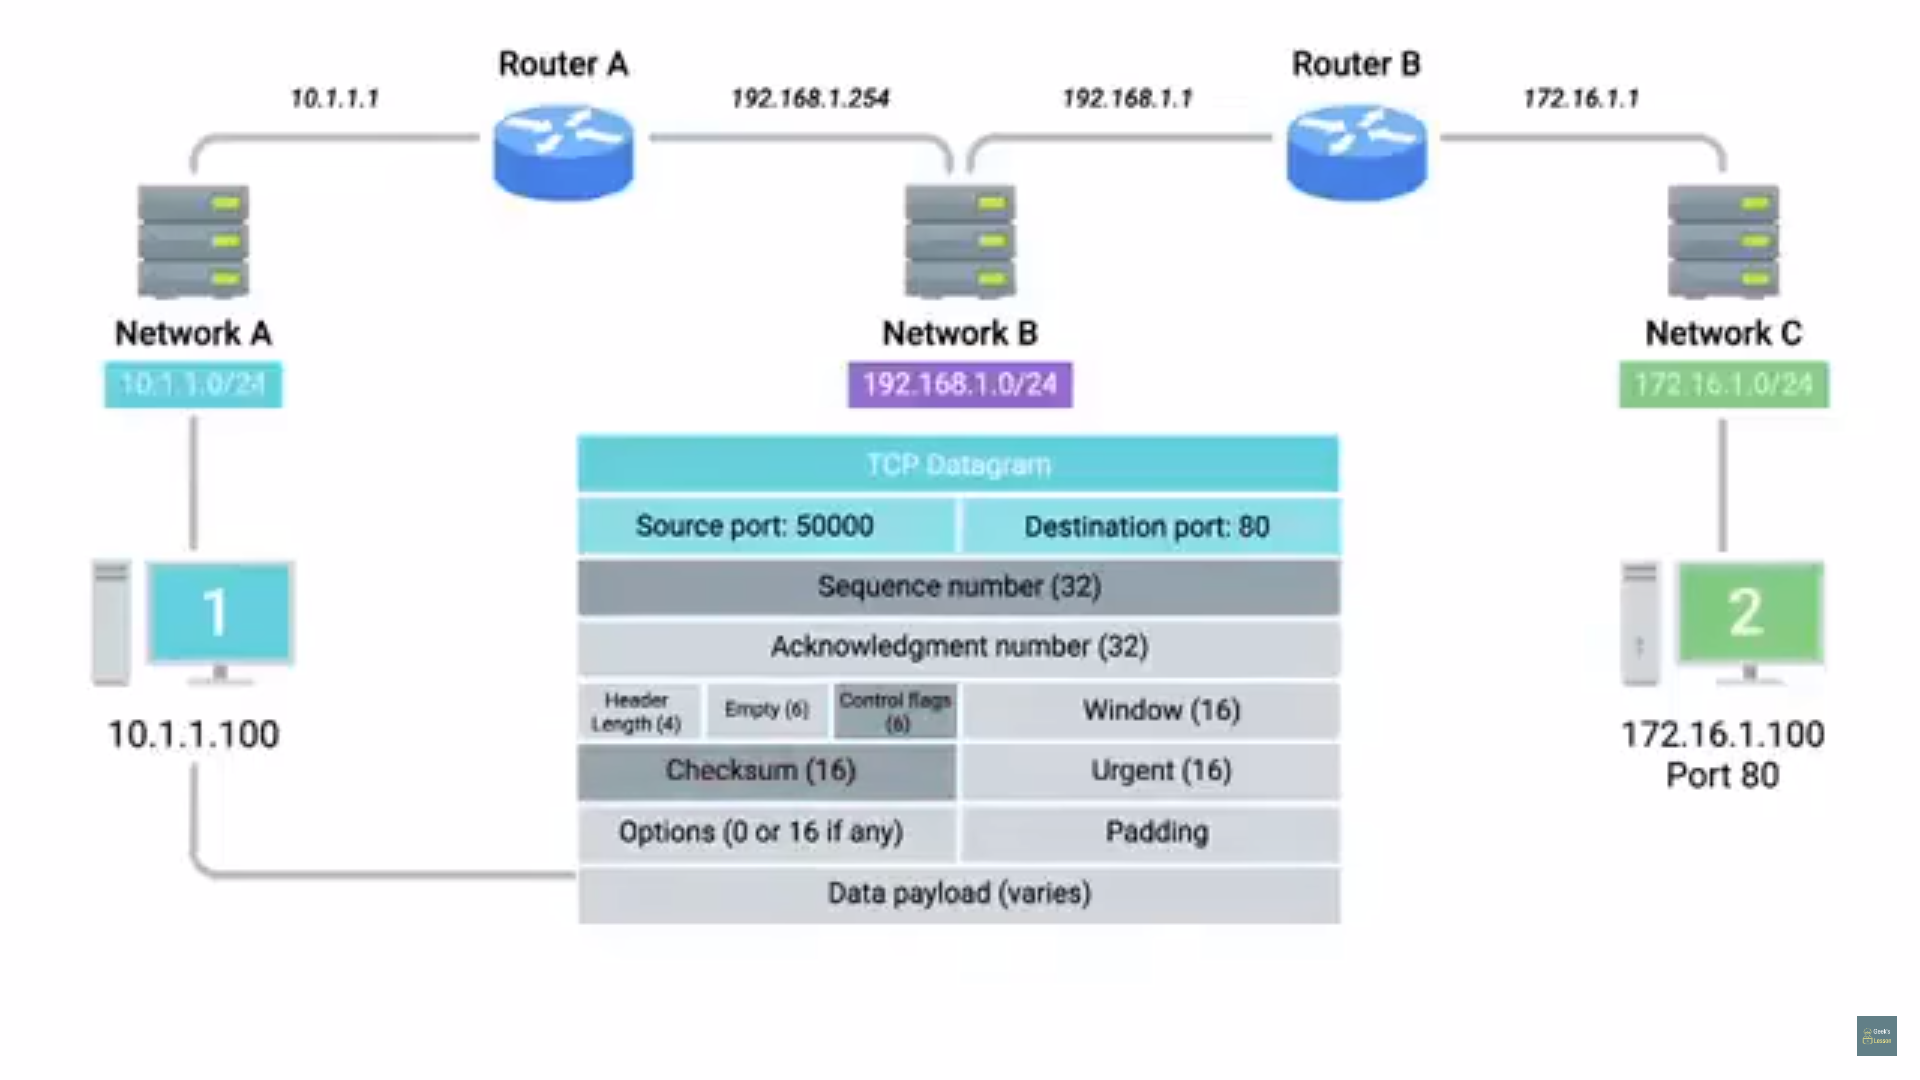 Router A
Router B
10.1.1.1
192.168.1.254
192.168.1.1
172.16.1.1
Network A
Network B
Network C
10.1.1.0/24
192.168.1.0/24
172.16.1.0/24
TCP Datagram
Source port: 50000
Destination port: 80
Sequence number (32)
1
2
Acknowledgment number (32)
Header
Length (4)
Empty (6)
Control flags
(6)
Window (16)
10.1.1.100
172.16.1.100
Port 80
Checksum (16)
Urgent (16)
Options (0 or 16 if any)
Padding
Data payload (varies)
Geek's
Lesson